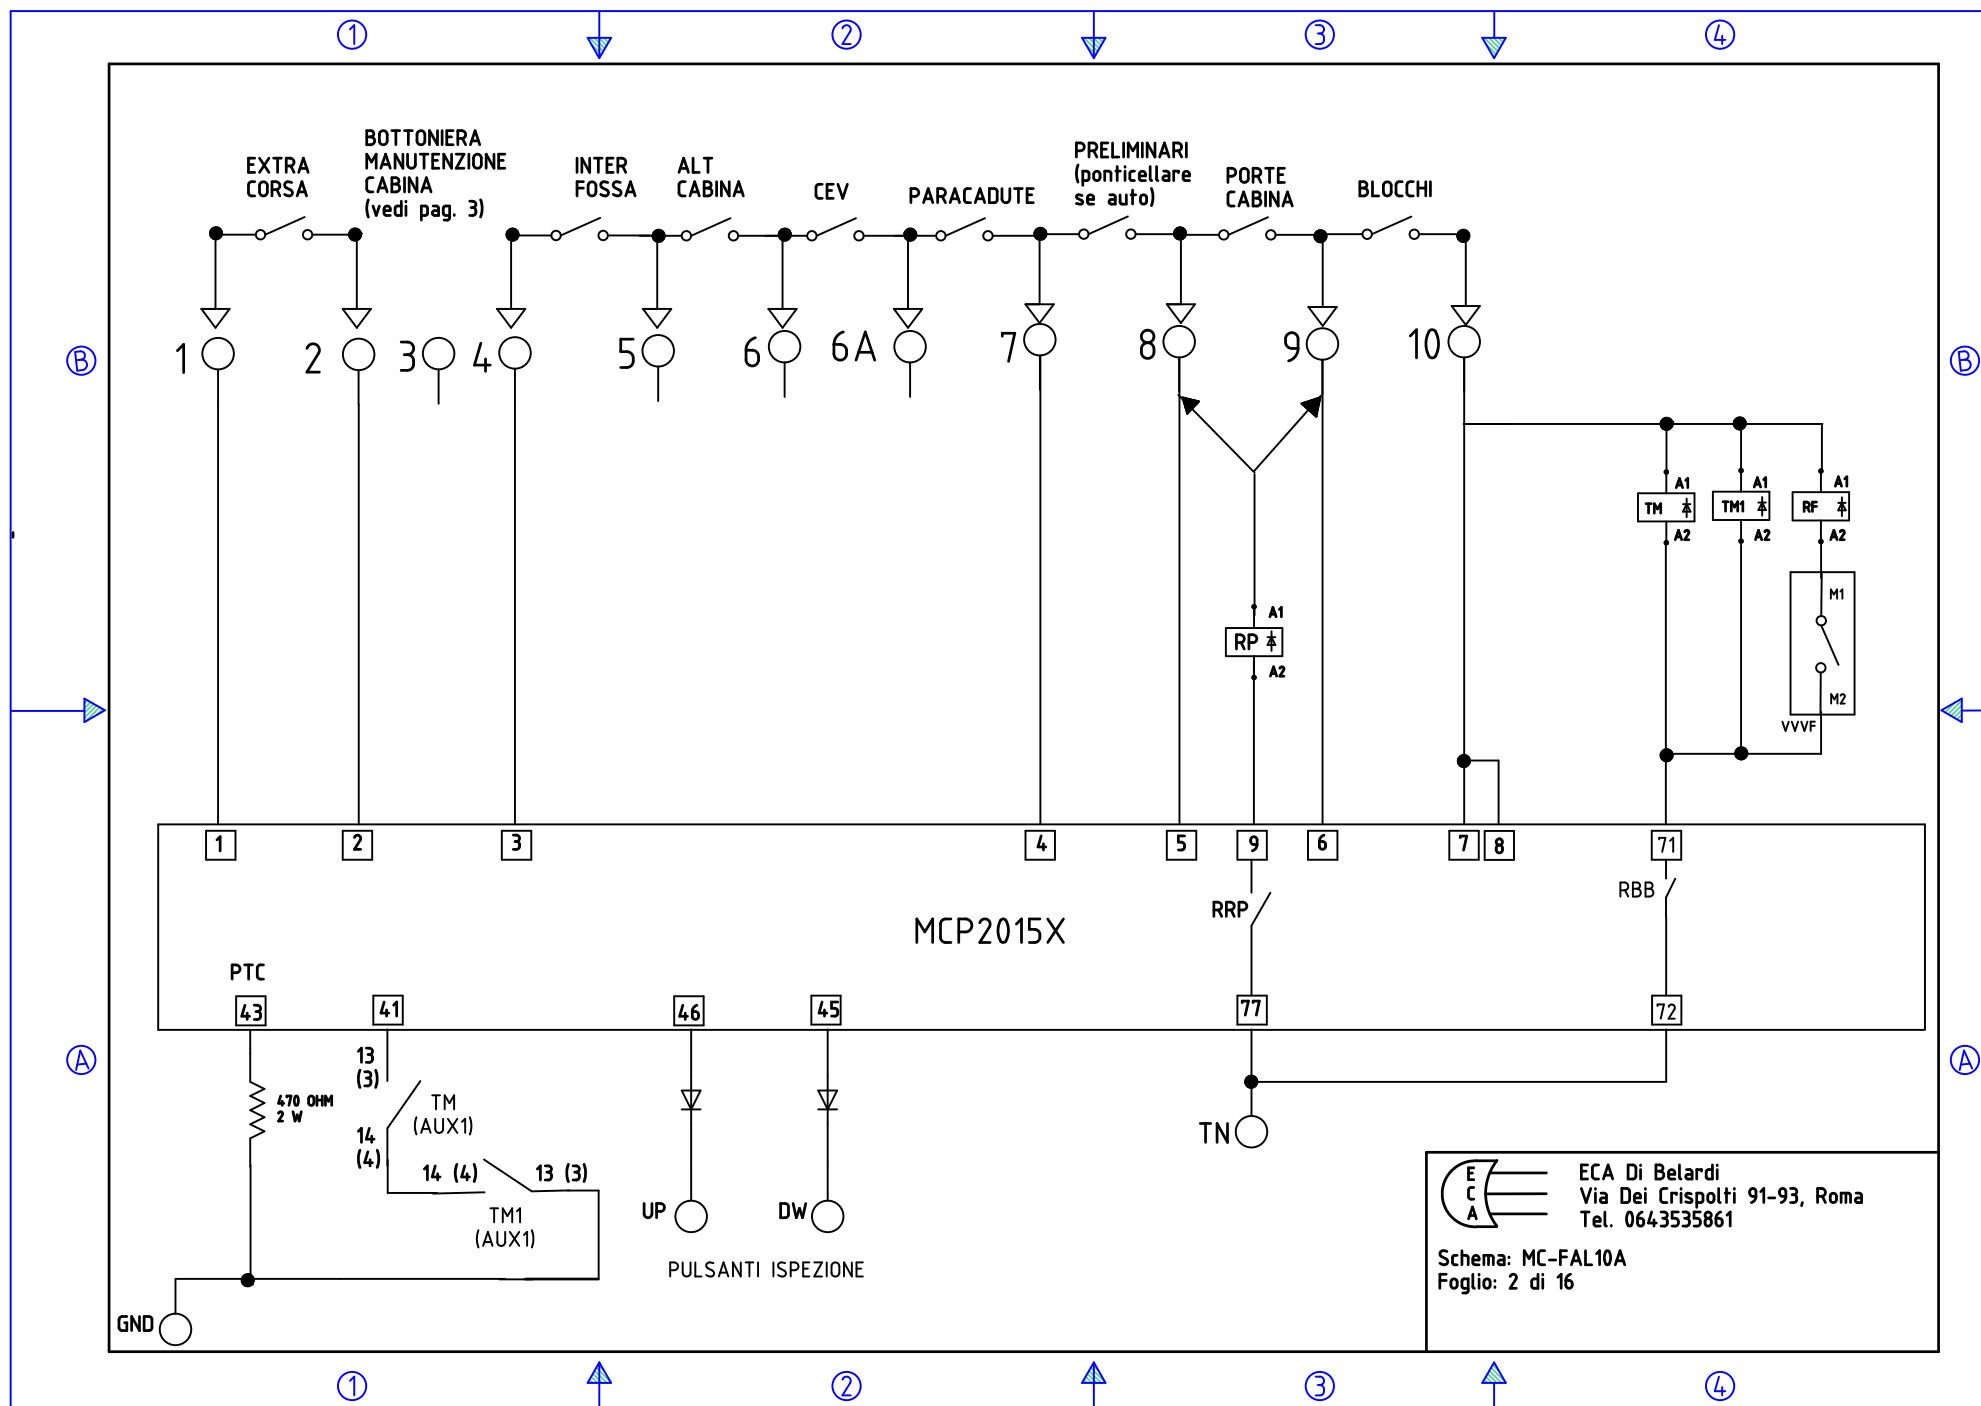 1
2
3
4
EXTRA
CORSA
BOTTONIERA
MANUTENZIONE
CABINA
(vedi pag. 3)
INTER
FOSSA
ALT
CABINA
CEV
PARACADUTE
PRELIMINARI
(ponticellare
se auto)
PORTE
CABINA
BLOCCHI
1
2
3
4
5
6
6A
7
8
9
10
B
B
A1
TM
A2
A1
TM1
A2
A1
RF
A2
M1
M2
VVVF
A1
RP
A2
1
2
3
4
5
9
6
7
8
71
RRP
RBB
MCP2015X
PTC
43
41
46
45
77
72
A
A
470 OHM
2 W
13
(3)
TM
(AUX1)
14
(4)
14 (4)
13 (3)
TM1
(AUX1)
UP
DW
PULSANTI ISPEZIONE
TN
GND
E
C
A
ECA Di Belardi
Via Dei Crispolti 91-93, Roma
Tel. 0643535861
Schema: MC-FAL10A
Foglio: 2 di 16
1
2
3
4